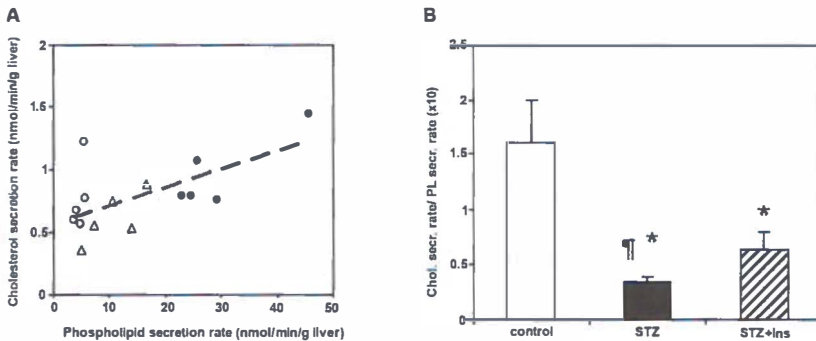 A
Cholesterol secretion rate (nmol/min/g liver)
2
1.5
1
0.5
0
0 10 20 30 40 50
Phospholipid secretion rate (nmol/min/g liver)
B
Chol. secr. rate/ PL secr. rate (x10)
2.5
2
1.5
1
0.5
0
¶ *
*
control STZ STZ+Ins